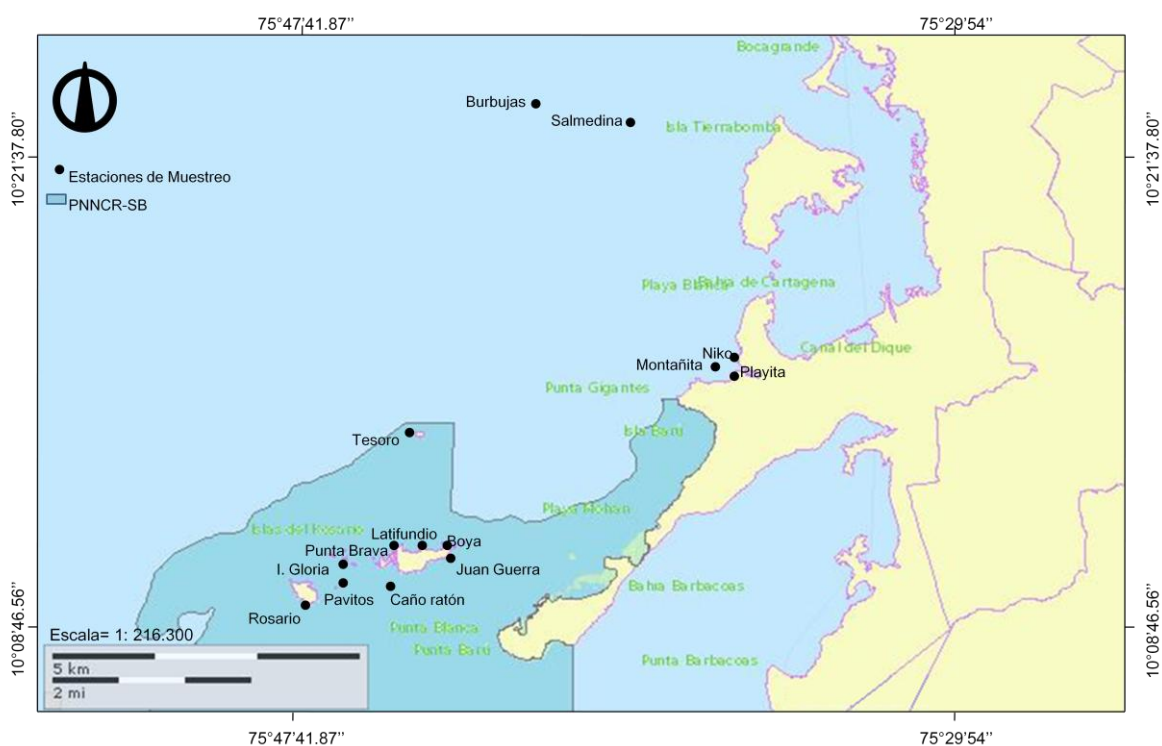 75°47'41.87’’
75°29'54’’
Bocagrande
Burbujas
Salmedina
Isla Tierrabomba
10°21'37.80’’
10°21'37.80’’
Estaciones de Muestreo
PNNCR-SB
Playa Blanca
Bahia de Cartagena
Canal del Dique
Niko
Montañita
Playita
Punta Gigantes
Tesoro
Isla Barú
Playa Mohan
Islas del Rosario
Latifundio
Boya
Punta Brava
I. Gloria
Juan Guerra
Pavitos
Caño ratón
Rosario
Bahia Barbacoas
10°08'46.56’’
10°08'46.56’’
Punta Blanca
Escala= 1: 216.300
Punta Barú
Punta Barbacoas
5 km
2 mi
75°47'41.87’’
75°29'54’’